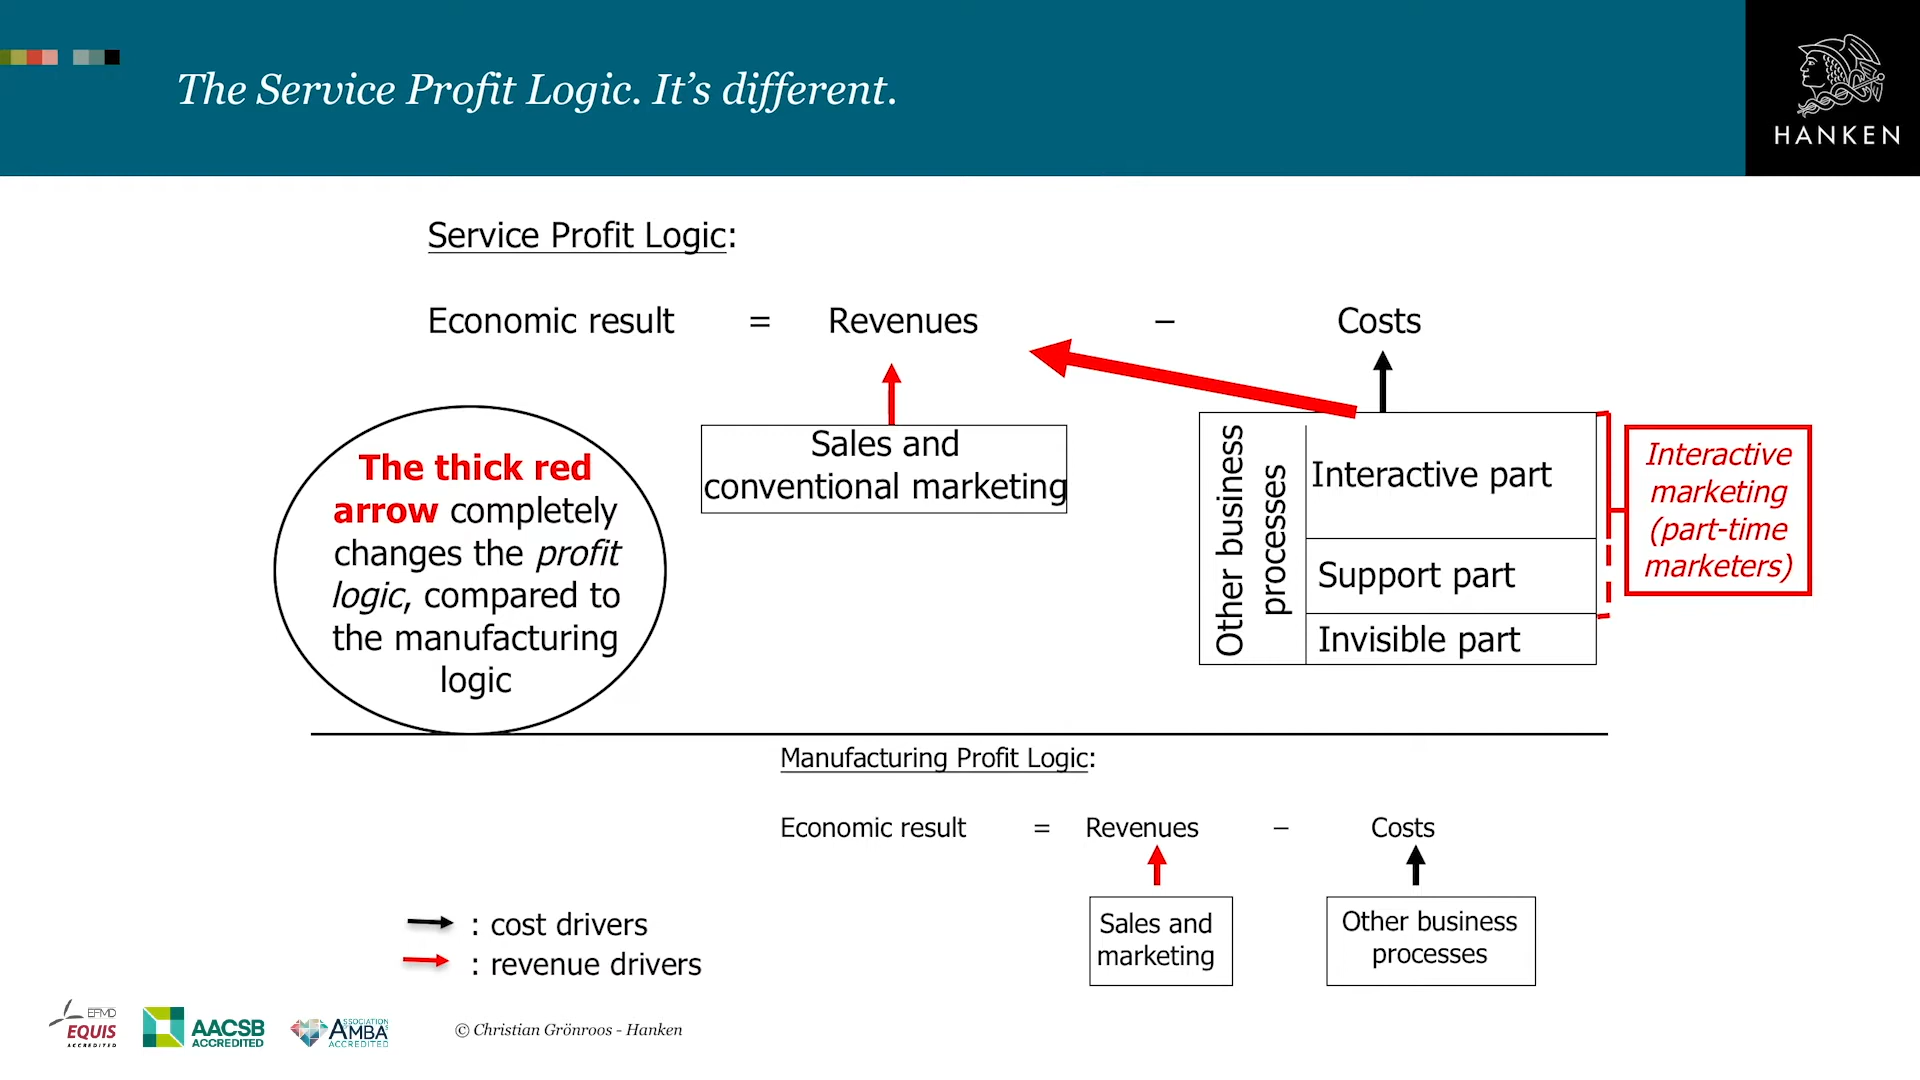 The Service Profit Logic. It's different.
HANKEN
Service Profit Logic:
Economic result = Revenues – Costs
The thick red
arrow completely
changes the profit
logic, compared to
the manufacturing
logic
Sales and
conventional marketing
Other business
processes
Interactive part
Support part
Invisible part
Interactive
marketing
(part-time
marketers)
Manufacturing Profit Logic:
Economic result = Revenues – Costs
Sales and
marketing
Other business
processes
: cost drivers
: revenue drivers
EFMD
EQUIS
ACCREDITED
AACSB
ACCREDITED
ASSOCIATION
AMBA
ACCREDITED
© Christian Grönroos - Hanken